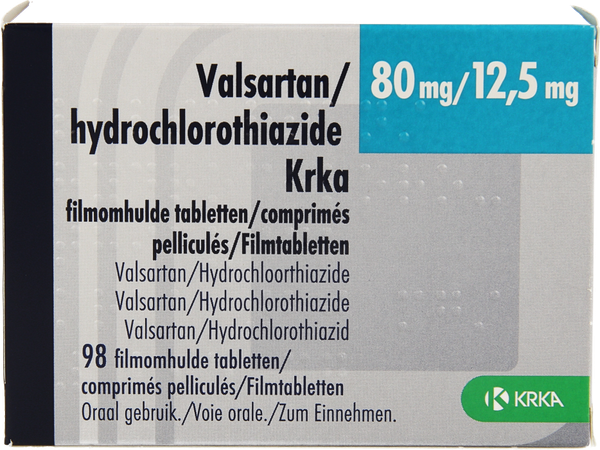 Valsartan/
hydrochlorothiazide
Krka
80 mg/12,5 mg
filmomhulde tabletten/comprimés
pelliculés/Filmtabletten
Valsartan/Hydrochloorthiazide
Valsartan/Hydrochlorothiazide
Valsartan/Hydrochlorothiazid
98 filmomhulde tabletten/
comprimés pelliculés/Filmtabletten
Oraal gebruik./Voie orale./Zum Einnehmen.
KRKA